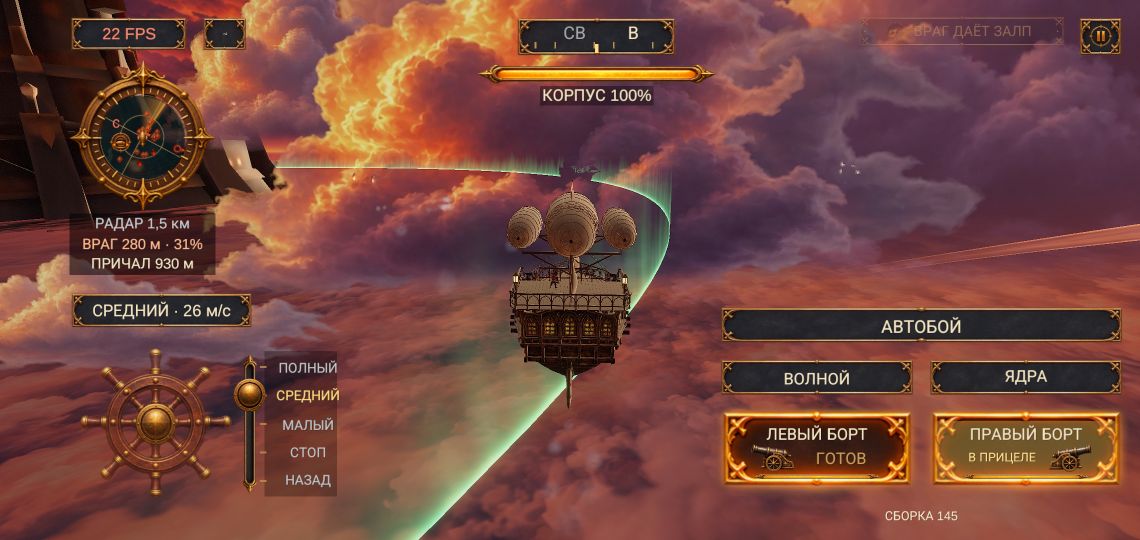 22 FPS
СВ В
ВРАГ ДАЁТ ЗАЛП
КОРПУС 100%
С
РАДАР 1,5 км
ВРАГ 280 м · 31%
ПРИЧАЛ 930 м
СРЕДНИЙ · 26 м/с
ПОЛНЫЙ
СРЕДНИЙ
МАЛЫЙ
СТОП
НАЗАД
АВТОБОЙ
ВОЛНОЙ
ЯДРА
ЛЕВЫЙ БОРТ
ГОТОВ
ПРАВЫЙ БОРТ
В ПРИЦЕЛЕ
СБОРКА 145